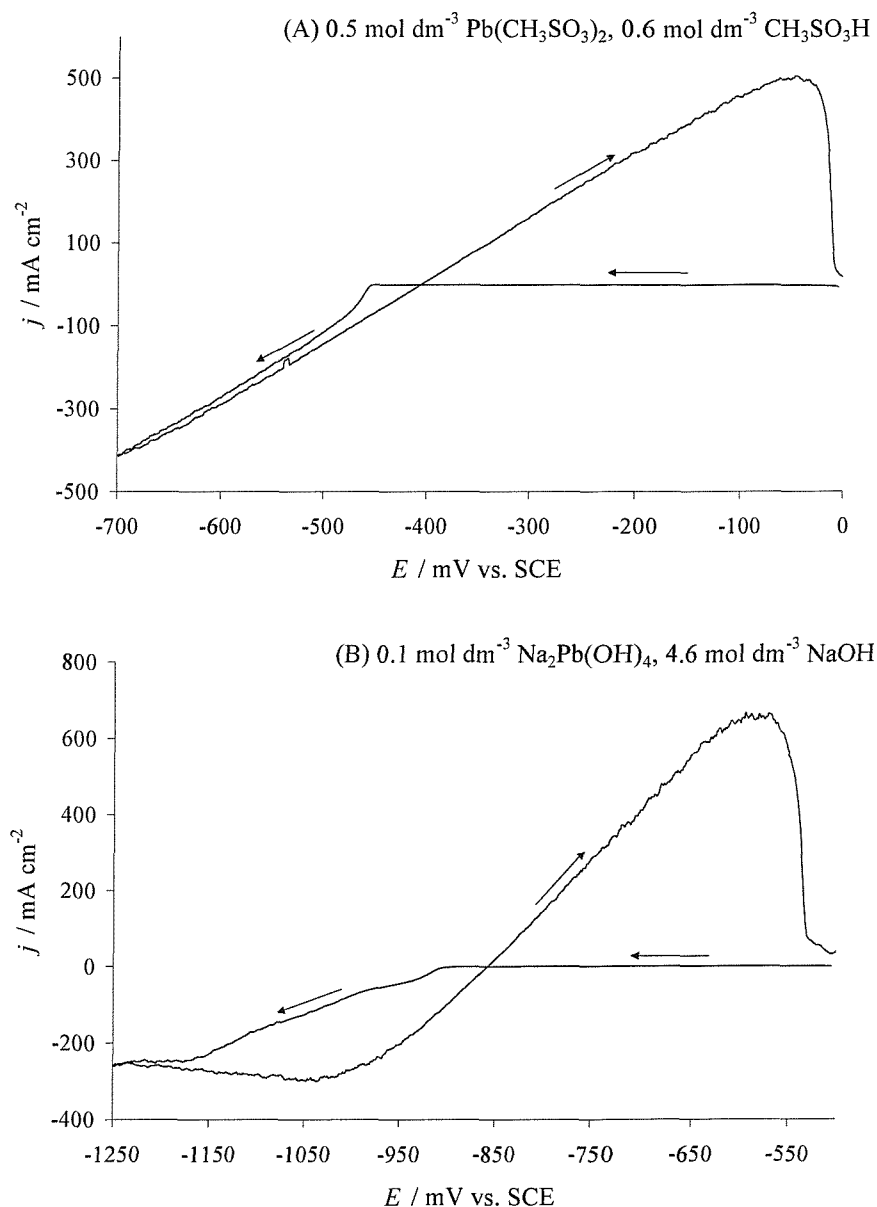 (A) 0.5 mol dm⁻³ Pb(CH₃SO₃)₂, 0.6 mol dm⁻³ CH₃SO₃H
500
300
100
-100
-300
-500
j / mA cm⁻²
-700 -600 -500 -400 -300 -200 -100 0
E / mV vs. SCE
(B) 0.1 mol dm⁻³ Na₂Pb(OH)₄, 4.6 mol dm⁻³ NaOH
800
600
400
200
0
-200
-400
j / mA cm⁻²
-1250 -1150 -1050 -950 -850 -750 -650 -550
E / mV vs. SCE